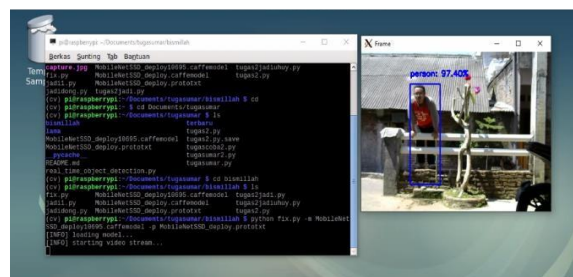 Tem
Sam
pi@raspberrypi: ~/Documents/tugasumar/bismillah
Berkas Sunting Tab Bantuan
capture.jpg MobileNetSSD_deploy10695.caffemodel tugas2jadiuhuy.py
fix.py MobileNetSSD_deploy.caffemodel tugas2.py
jadi1.py MobileNetSSD_deploy.prototxt
jadidong.py tugas2jadi.py
(cv) pi@raspberrypi:~/Documents/tugasumar/bismillah $ cd
(cv) pi@raspberrypi:~ $ cd Documents/tugasumar
(cv) pi@raspberrypi:~/Documents/tugasumar $ ls
bismillah terbaru
lama tugas2.py
MobileNetSSD_deploy10695.caffemodel tugas2.py.save
MobileNetSSD_deploy.prototxt tugascoba2.py
__pycache__ tugasumar2.py
README.md tugasumar.py
real_time_object_detection.py
(cv) pi@raspberrypi:~/Documents/tugasumar $ cd bismillah
(cv) pi@raspberrypi:~/Documents/tugasumar/bismillah $ ls
fix.py MobileNetSSD_deploy10695.caffemodel tugas2jadi.py
jadi1.py MobileNetSSD_deploy.caffemodel tugas2jadiuhuy.py
jadidong.py MobileNetSSD_deploy.prototxt tugas2.py
(cv) pi@raspberrypi:~/Documents/tugasumar/bismillah $ python fix.py -m MobileNet
SSD_deploy10695.caffemodel -p MobileNetSSD_deploy.prototxt
[INFO] loading model...
[INFO] starting video stream...
Frame
person: 97.40%